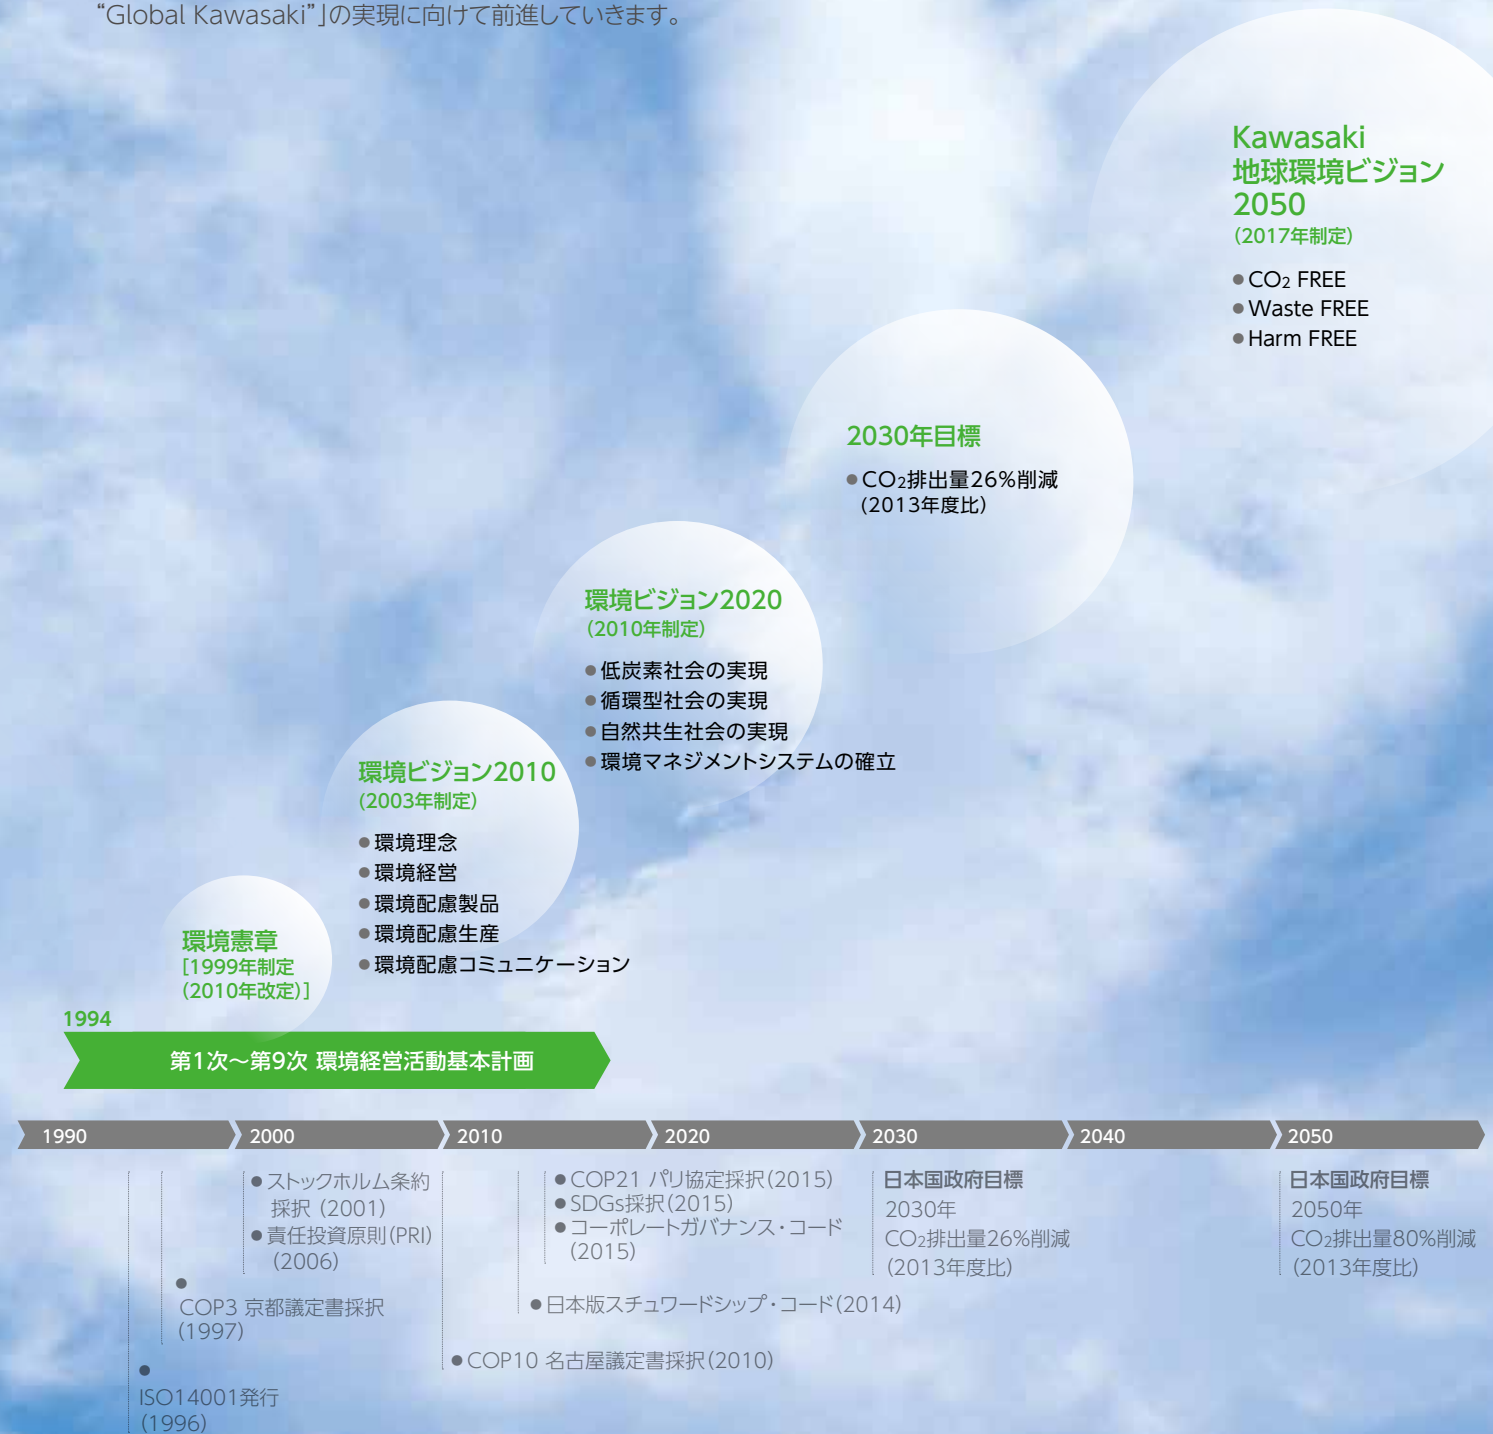 “Global Kawasaki”」の実現に向けて前進していきます。
Kawasaki
地球環境ビジョン
2050
(2017年制定)
●CO2 FREE
●Waste FREE
●Harm FREE
2030年目標
●CO2排出量26%削減
(2013年度比)
環境ビジョン2020
(2010年制定)
●低炭素社会の実現
●循環型社会の実現
●自然共生社会の実現
●環境マネジメントシステムの確立
環境ビジョン2010
(2003年制定)
●環境理念
●環境経営
●環境配慮製品
●環境配慮生産
●環境配慮コミュニケーション
環境憲章
[1999年制定
(2010年改定)]
1994
第1次～第9次 環境経営活動基本計画
1990 2000 2010 2020 2030 2040 2050
●ストックホルム条約
採択 (2001)
●責任投資原則(PRI)
(2006)
●
COP3 京都議定書採択
(1997)
●
ISO14001発行
(1996)
●COP21 パリ協定採択(2015)
●SDGs採択(2015)
●コーポレートガバナンス・コード
(2015)
●日本版スチュワードシップ・コード(2014)
●COP10 名古屋議定書採択(2010)
日本国政府目標
2030年
CO2排出量26%削減
(2013年度比)
日本国政府目標
2050年
CO2排出量80%削減
(2013年度比)